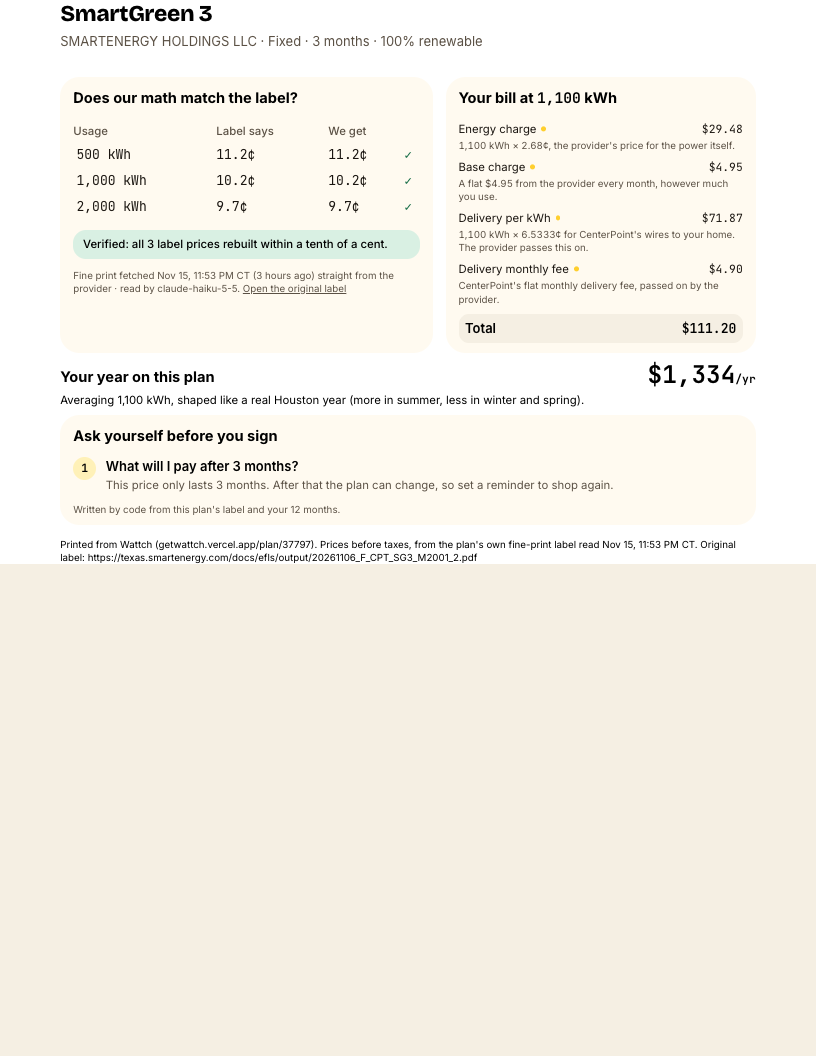 SmartGreen 3
SMARTENERGY HOLDINGS LLC · Fixed · 3 months · 100% renewable
Does our math match the label?
Usage Label says We get
500 kWh 11.2¢ 11.2¢ ✓
1,000 kWh 10.2¢ 10.2¢ ✓
2,000 kWh 9.7¢ 9.7¢ ✓
Verified: all 3 label prices rebuilt within a tenth of a cent.
Fine print fetched Nov 15, 11:53 PM CT (3 hours ago) straight from the
provider · read by claude-haiku-5-5. Open the original label
Your bill at 1,100 kWh
Energy charge $29.48
1,100 kWh × 2.68¢, the provider's price for the power itself.
Base charge $4.95
A flat $4.95 from the provider every month, however much
you use.
Delivery per kWh $71.87
1,100 kWh × 6.5333¢ for CenterPoint's wires to your home.
The provider passes this on.
Delivery monthly fee $4.90
CenterPoint's flat monthly delivery fee, passed on by the
provider.
Total $111.20
Your year on this plan $1,334/yr
Averaging 1,100 kWh, shaped like a real Houston year (more in summer, less in winter and spring).
Ask yourself before you sign
1 What will I pay after 3 months?
This price only lasts 3 months. After that the plan can change, so set a reminder to shop again.
Written by code from this plan's label and your 12 months.
Printed from Wattch (getwattch.vercel.app/plan/37797). Prices before taxes, from the plan's own fine-print label read Nov 15, 11:53 PM CT. Original
label: https://texas.smartenergy.com/docs/efls/output/20261106_F_CPT_SG3_M2001_2.pdf